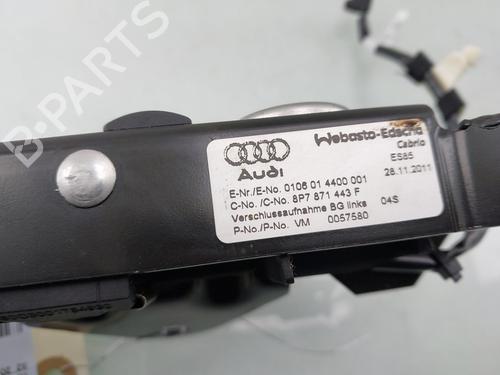 B-PARTS
Audi
Webasto-Edscha
Cabrio
ES85
28.11.2011
E-Nr./E-No. 0106 01 4400 001
C-No./C-No. 8P7 871 443 F
Verschlussaufnahme BG links 04S
P-No./P-No. VM 0057580